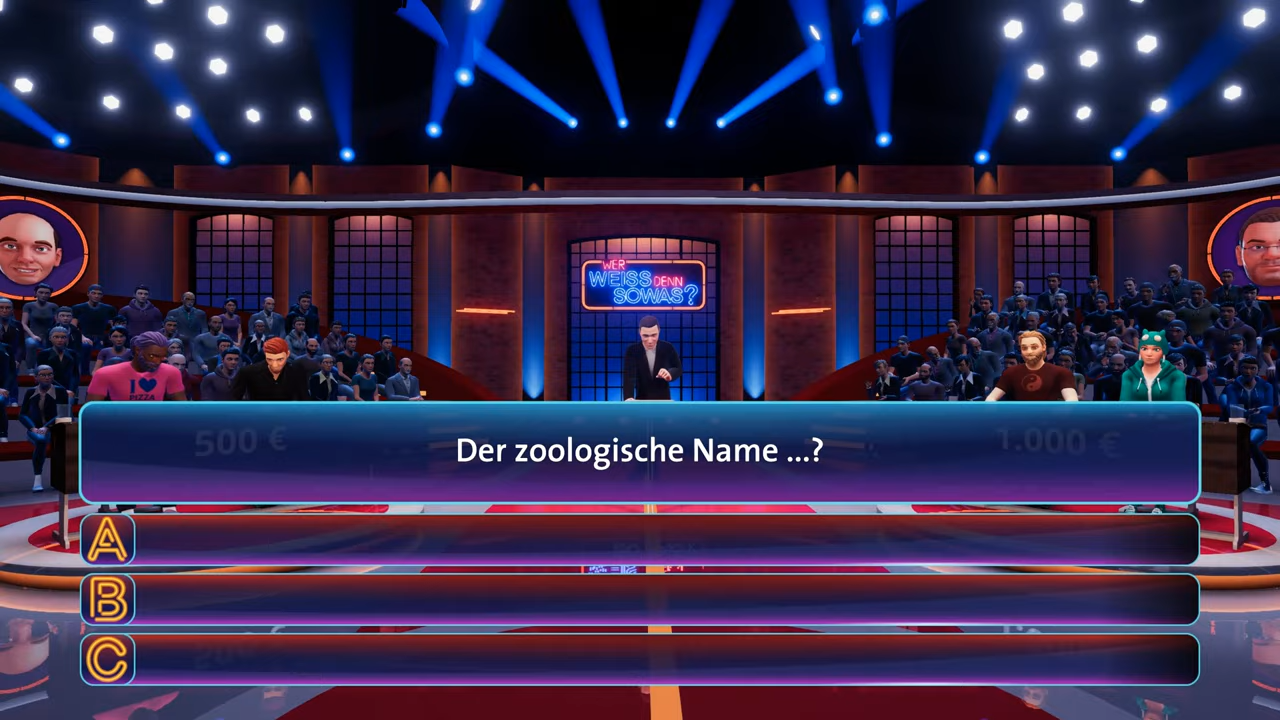 WER
WEISS DENN
SOWAS?
I
PIZZA
500 €
Der zoologische Name ...?
1.000 €
A
B
C